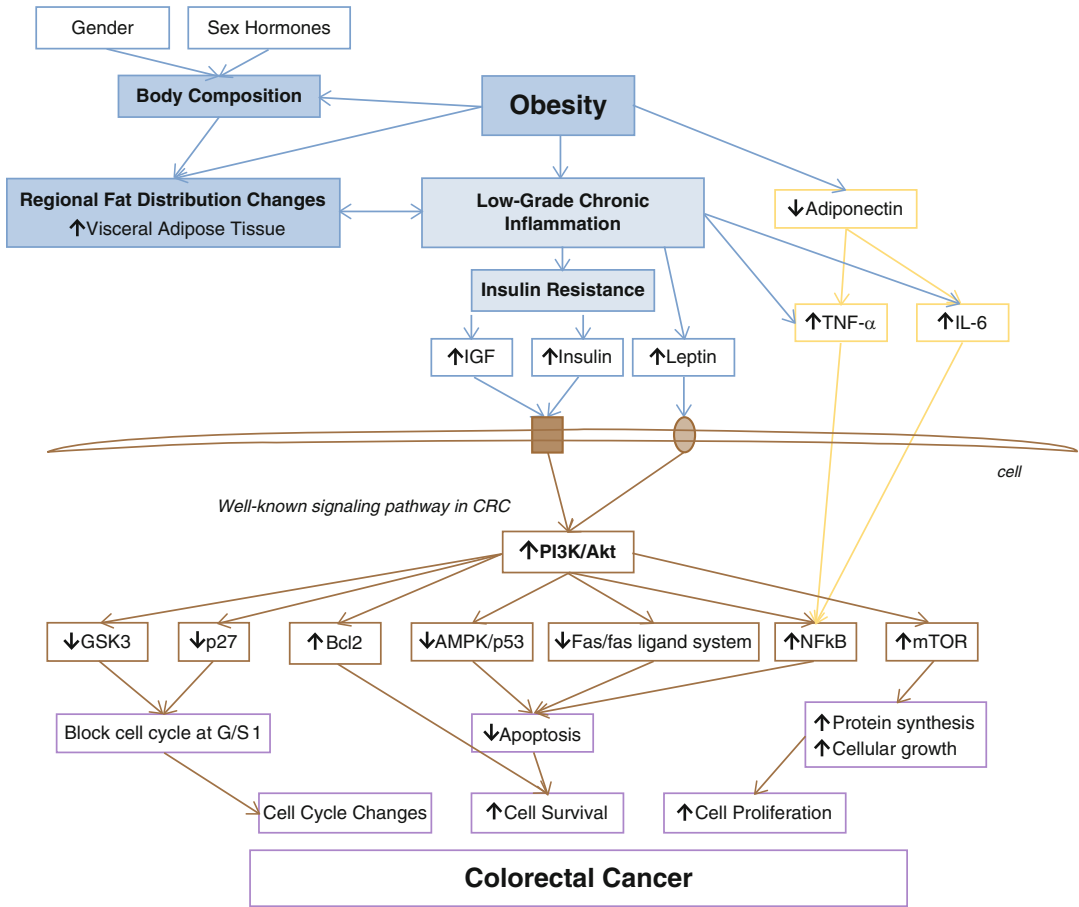 Gender
Sex Hormones
Body Composition
Obesity
Regional Fat Distribution Changes
↑Visceral Adipose Tissue
Low-Grade Chronic
Inflammation
↓Adiponectin
Insulin Resistance
↑TNF-α
↑IL-6
↑IGF
↑Insulin
↑Leptin
cell
Well-known signaling pathway in CRC
↑PI3K/Akt
↓GSK3
↓p27
↑Bcl2
↓AMPK/p53
↓Fas/fas ligand system
↑NFkB
↑mTOR
Block cell cycle at G/S1
↓Apoptosis
↑Protein synthesis
↑Cellular growth
Cell Cycle Changes
↑Cell Survival
↑Cell Proliferation
Colorectal Cancer